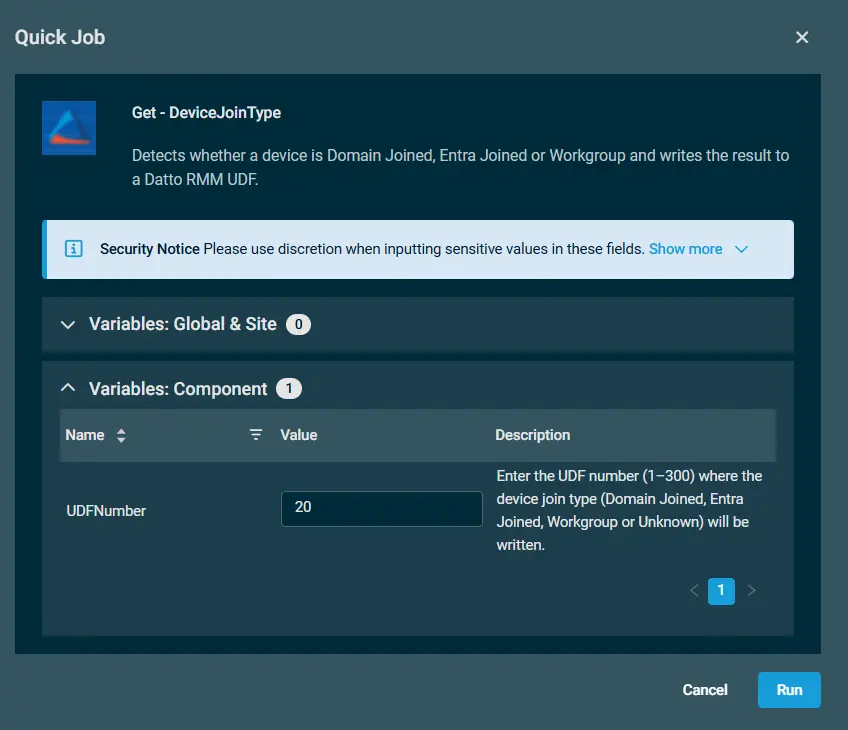 Quick Job
Get - DeviceJoinType
Detects whether a device is Domain Joined, Entra Joined or Workgroup and writes the result to
a Datto RMM UDF.
Security Notice Please use discretion when inputting sensitive values in these fields. Show more
Variables: Global & Site 0
Variables: Component 1
Name Value Description
UDFNumber
20
Enter the UDF number (1–300) where the
device join type (Domain Joined, Entra
Joined, Workgroup or Unknown) will be
written.
1
Cancel Run